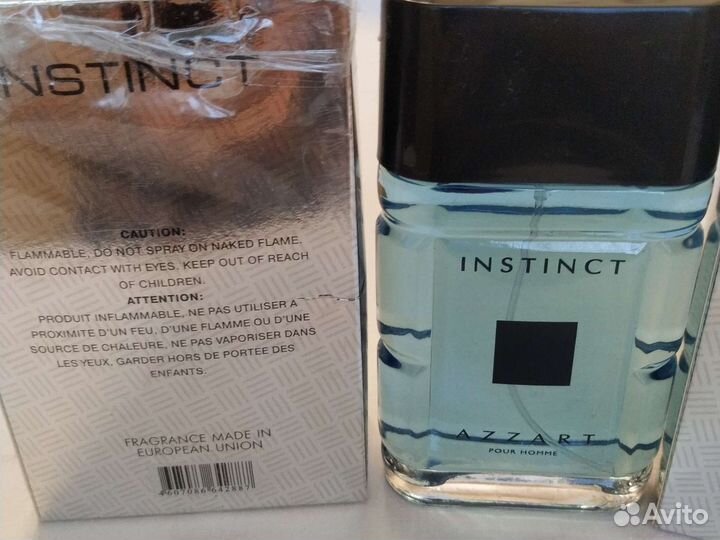 INSTINCT
CAUTION:
FLAMMABLE, DO NOT SPRAY ON NAKED FLAME,
AVOID CONTACT WITH EYES, KEEP OUT OF REACH
OF CHILDREN.
ATTENTION:
PRODUIT INFLAMMABLE, NE PAS UTILISER A
PROXIMITE D'UN FEU, D'UNE FLAMME OU D'UNE
SOURCE DE CHALEURE, NE PAS VAPORISER DANS
LES YEUX, GARDER HORS DE PORTEE DES
ENFANTS.
FRAGRANCE MADE IN
EUROPEAN UNION
4607086642887
INSTINCT
AZZART
POUR HOMME
Avito